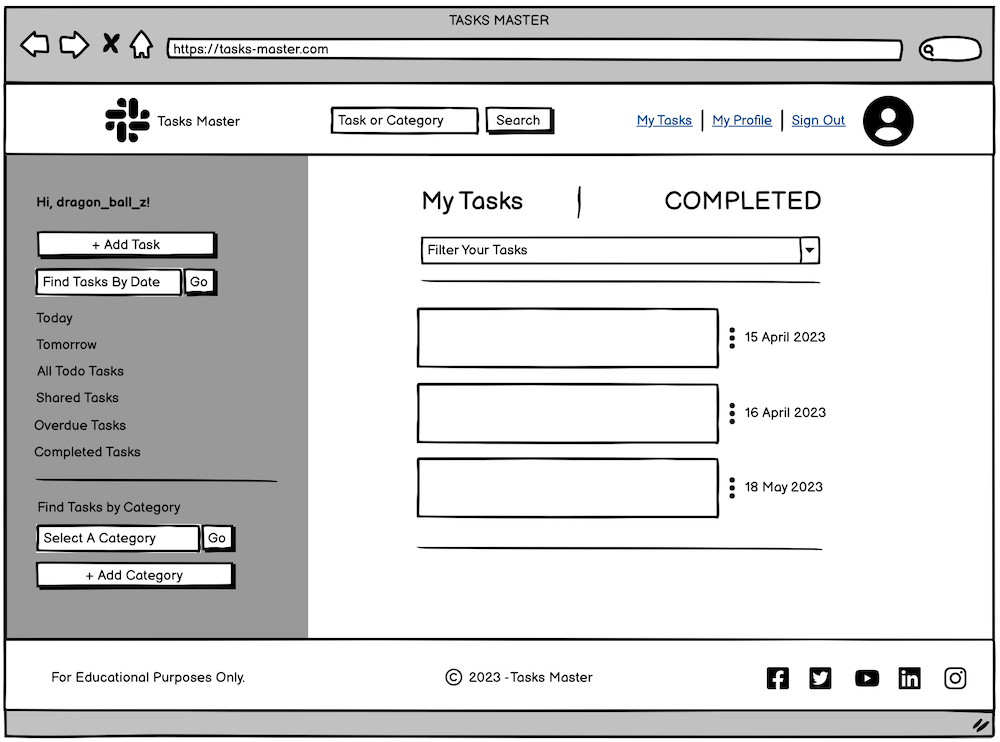 TASKS MASTER
https://tasks-master.com
Tasks Master
Task or Category
Search
My Tasks
My Profile
Sign Out
Hi, dragon_ball_z!
+ Add Task
Find Tasks By Date
Go
Today
Tomorrow
All Todo Tasks
Shared Tasks
Overdue Tasks
Completed Tasks
Find Tasks by Category
Select A Category
Go
+ Add Category
My Tasks
COMPLETED
Filter Your Tasks
15 April 2023
16 April 2023
18 May 2023
For Educational Purposes Only.
© 2023 - Tasks Master